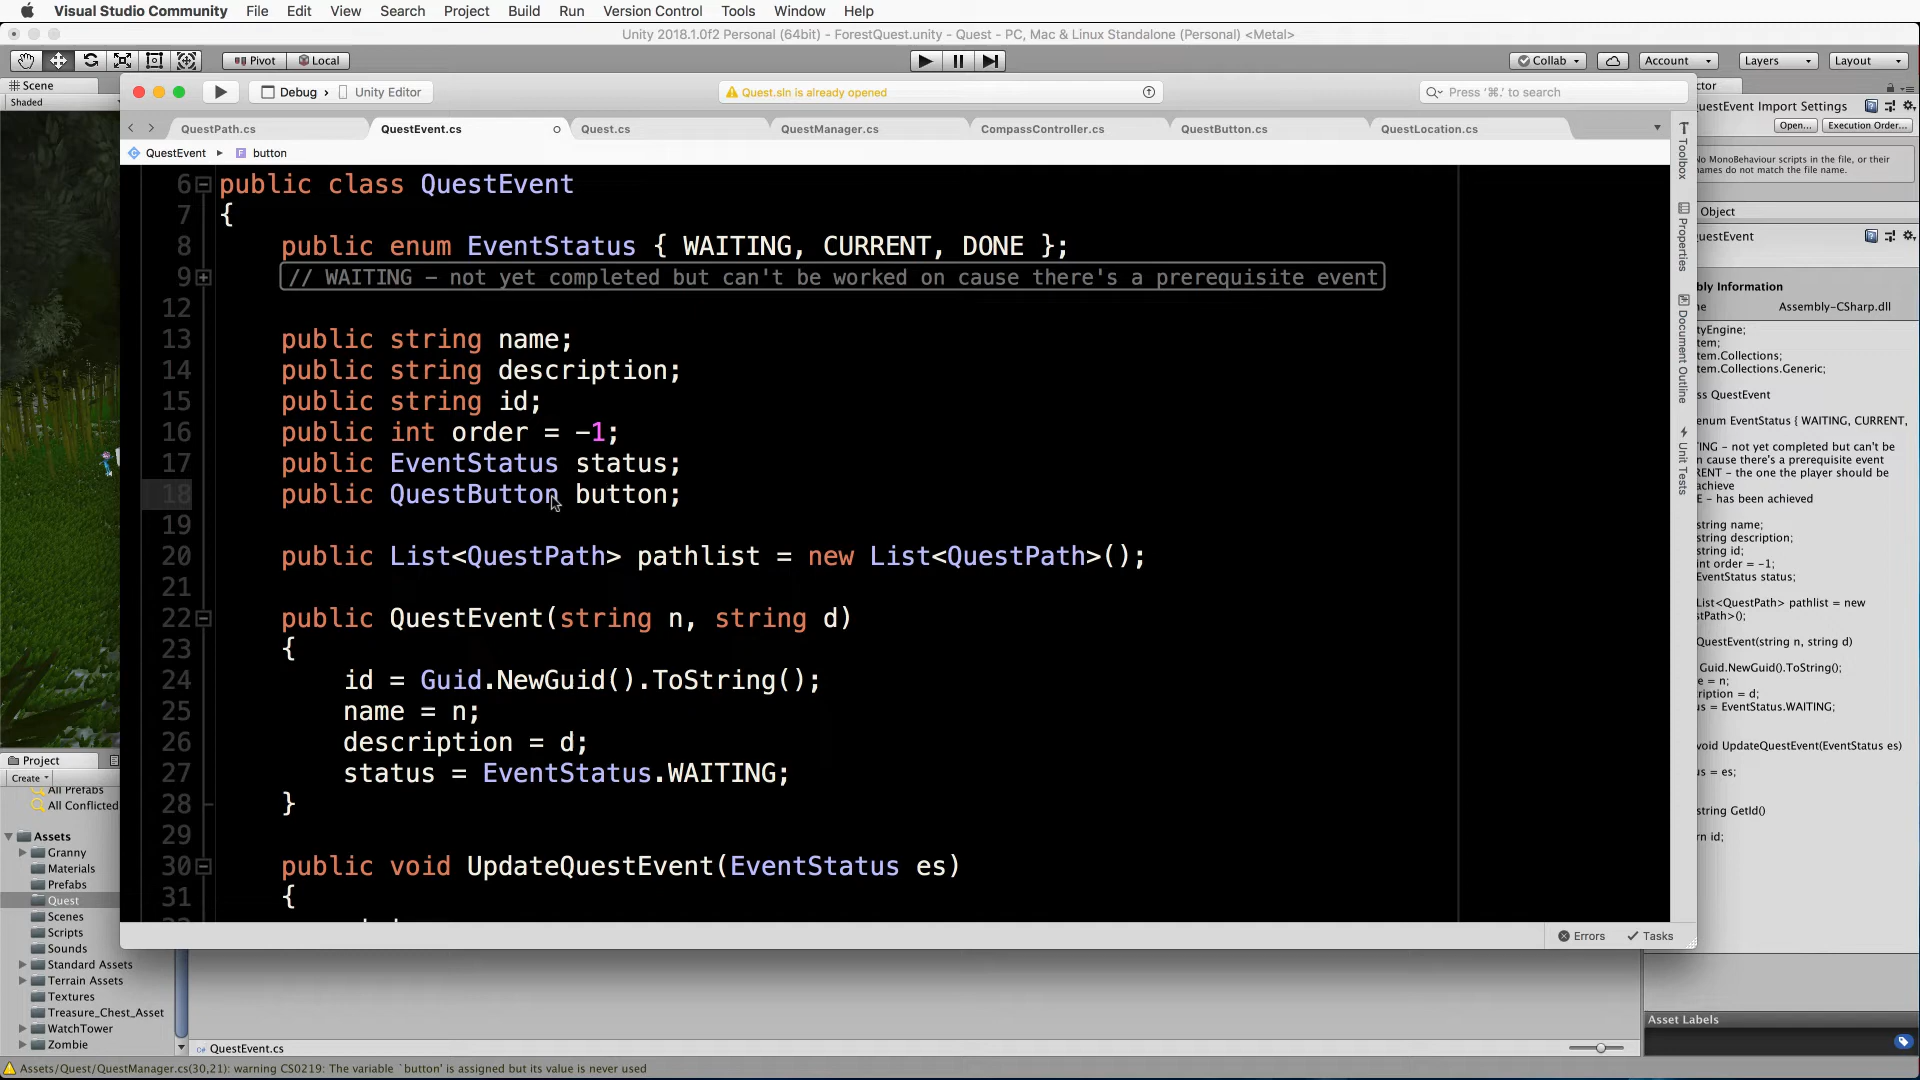 Visual Studio Community File Edit View Search Project Build Run Version Control Tools Window Help
Unity 2018.1.0f2 Personal (64bit) - ForestQuest.unity - Quest - PC, Mac & Linux Standalone (Personal) <Metal>
Pivot Local Collab Account Layers Layout
Scene
Shaded
Debug › Unity Editor
Quest.sln is already opened
Press '⌘.' to search
QuestPath.cs QuestEvent.cs Quest.cs QuestManager.cs CompassController.cs QuestButton.cs QuestLocation.cs
QuestEvent ▸ button
6 public class QuestEvent
7 {
8 public enum EventStatus { WAITING, CURRENT, DONE };
9 // WAITING – not yet completed but can't be worked on cause there's a prerequisite event
12
13 public string name;
14 public string description;
15 public string id;
16 public int order = -1;
17 public EventStatus status;
18 public QuestButton button;
19
20 public List<QuestPath> pathlist = new List<QuestPath>();
21
22 public QuestEvent(string n, string d)
23 {
24 id = Guid.NewGuid().ToString();
25 name = n;
26 description = d;
27 status = EventStatus.WAITING;
28 }
29
30 public void UpdateQuestEvent(EventStatus es)
31 {
Errors Tasks
Toolbox
Properties
Document Outline
Unit Tests
ctor
uestEvent Import Settings
Open... Execution Order...
No MonoBehaviour scripts in the file, or their
names do not match the file name.
Object
uestEvent
bly Information
ne Assembly-CSharp.dll
tyEngine;
tem;
tem.Collections;
tem.Collections.Generic;
ss QuestEvent
enum EventStatus { WAITING, CURRENT,
TING – not yet completed but can't be
n cause there's a prerequisite event
RENT – the one the player should be
achieve
E – has been achieved
string name;
string description;
string id;
int order = -1;
EventStatus status;
List<QuestPath> pathlist = new
stPath>();
QuestEvent(string n, string d)
Guid.NewGuid().ToString();
e = n;
ription = d;
us = EventStatus.WAITING;
void UpdateQuestEvent(EventStatus es)
us = es;
string GetId()
rn id;
Asset Labels
Project
Create
All Prefabs
All Conflicted
Assets
Granny
Materials
Prefabs
Quest
Scenes
Scripts
Sounds
Standard Assets
Terrain Assets
Textures
Treasure_Chest_Asset
WatchTower
Zombie
QuestEvent.cs
Assets/Quest/QuestManager.cs(30,21): warning CS0219: The variable `button' is assigned but its value is never used